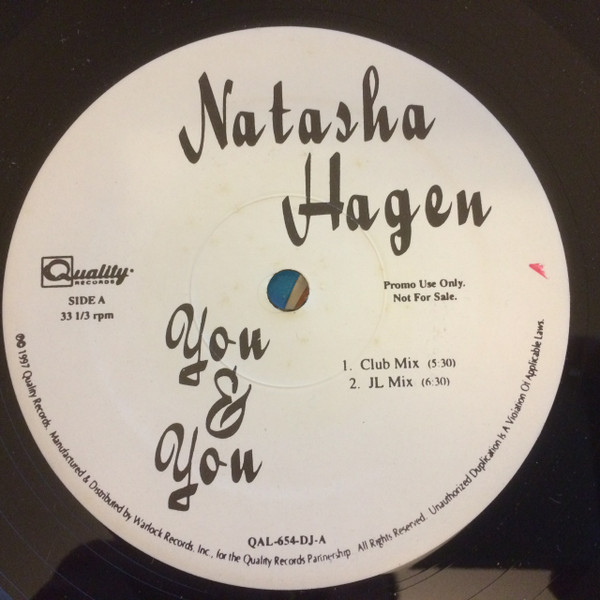 Natasha
Hagen
Quality
RECORDS
SIDE A
33 1/3 rpm
Promo Use Only.
Not For Sale.
You
&
You
1. Club Mix (5:30)
2. JL Mix (6:30)
QAL-654-DJ-A
℗© 1997 Quality Records. Manufactured & Distributed by Warlock Records, Inc., for the Quality Records Partnership. All Rights Reserved. Unauthorized Duplication Is A Violation Of Applicable Laws.